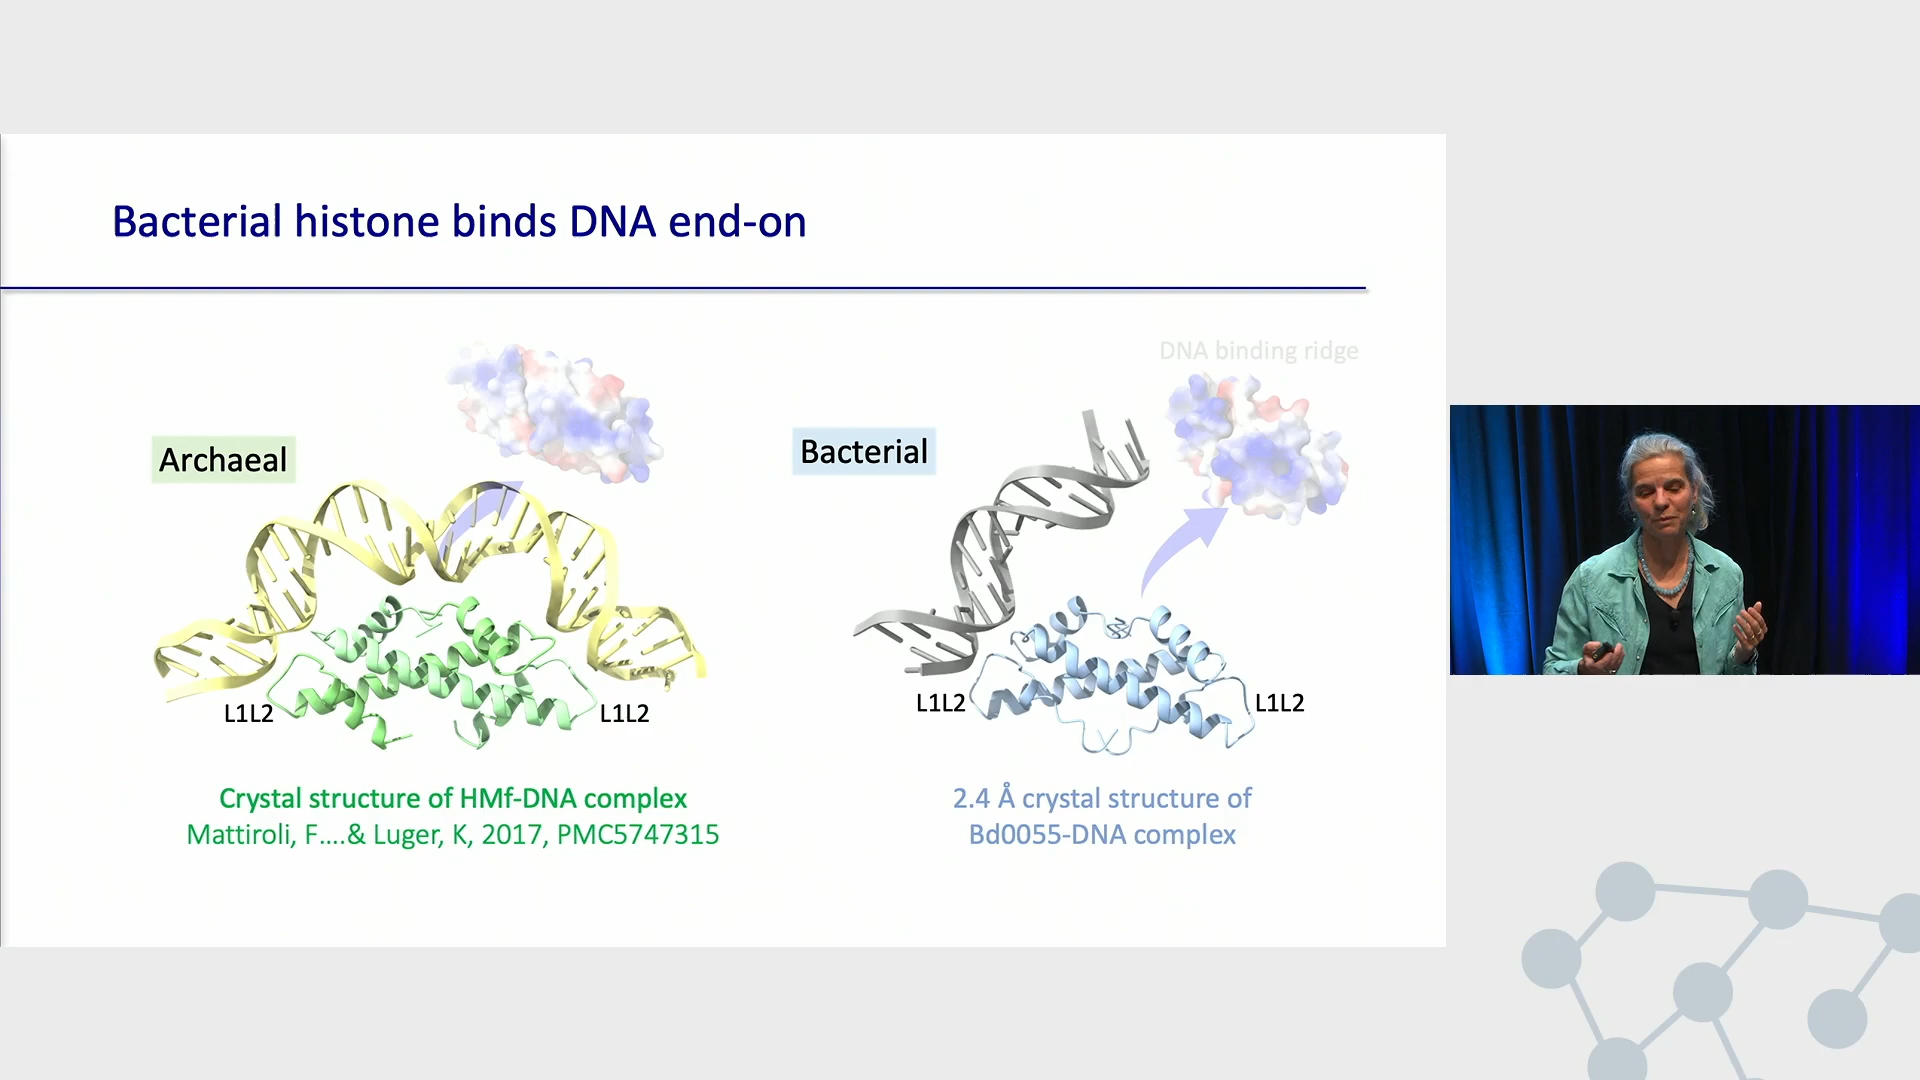 Bacterial histone binds DNA end-on
DNA binding ridge
Archaeal
Bacterial
L1L2
L1L2
L1L2
L1L2
Crystal structure of HMf-DNA complex
Mattiroli, F....& Luger, K, 2017, PMC5747315
2.4 Å crystal structure of
Bd0055-DNA complex